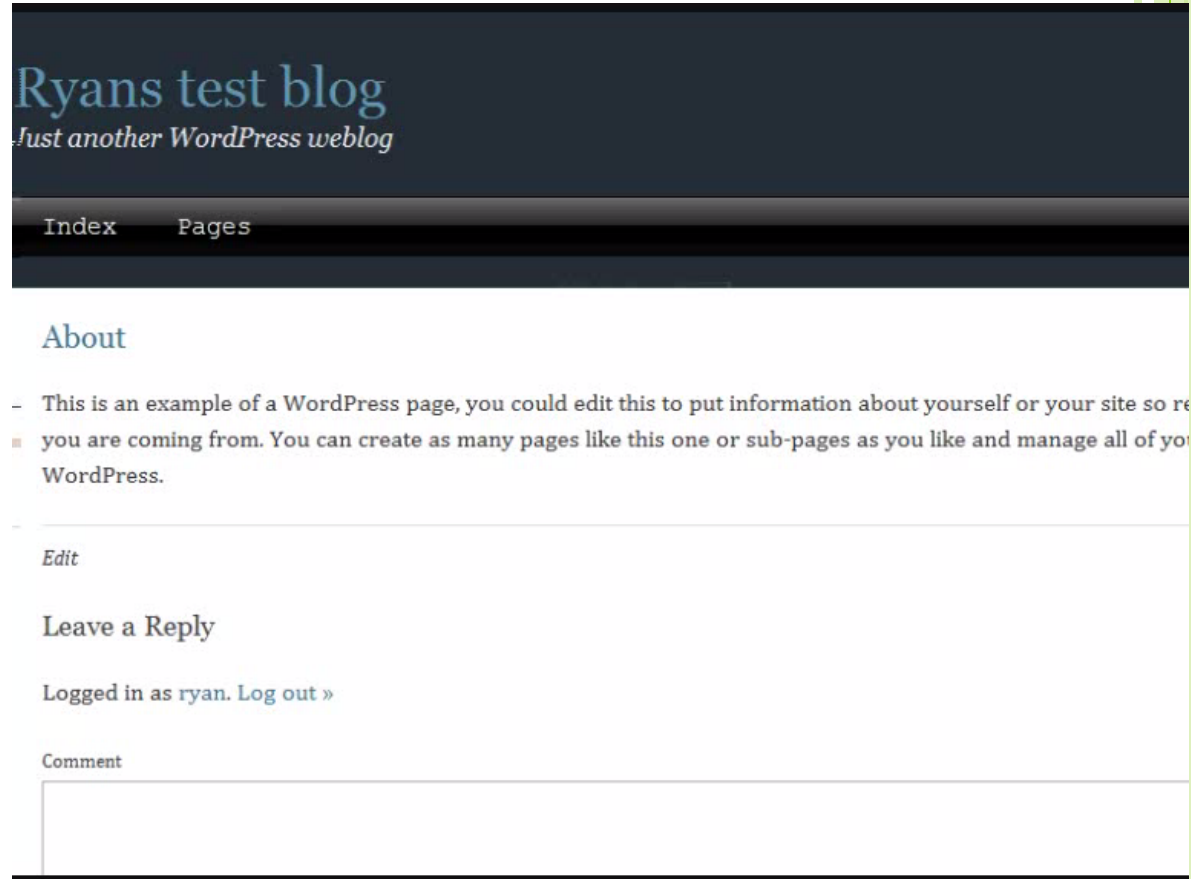 Ryans test blog
Just another WordPress weblog
Index Pages
About
This is an example of a WordPress page, you could edit this to put information about yourself or your site so
you are coming from. You can create as many pages like this one or sub-pages as you like and manage all of
WordPress.
Edit
Leave a Reply
Logged in as ryan. Log out »
Comment